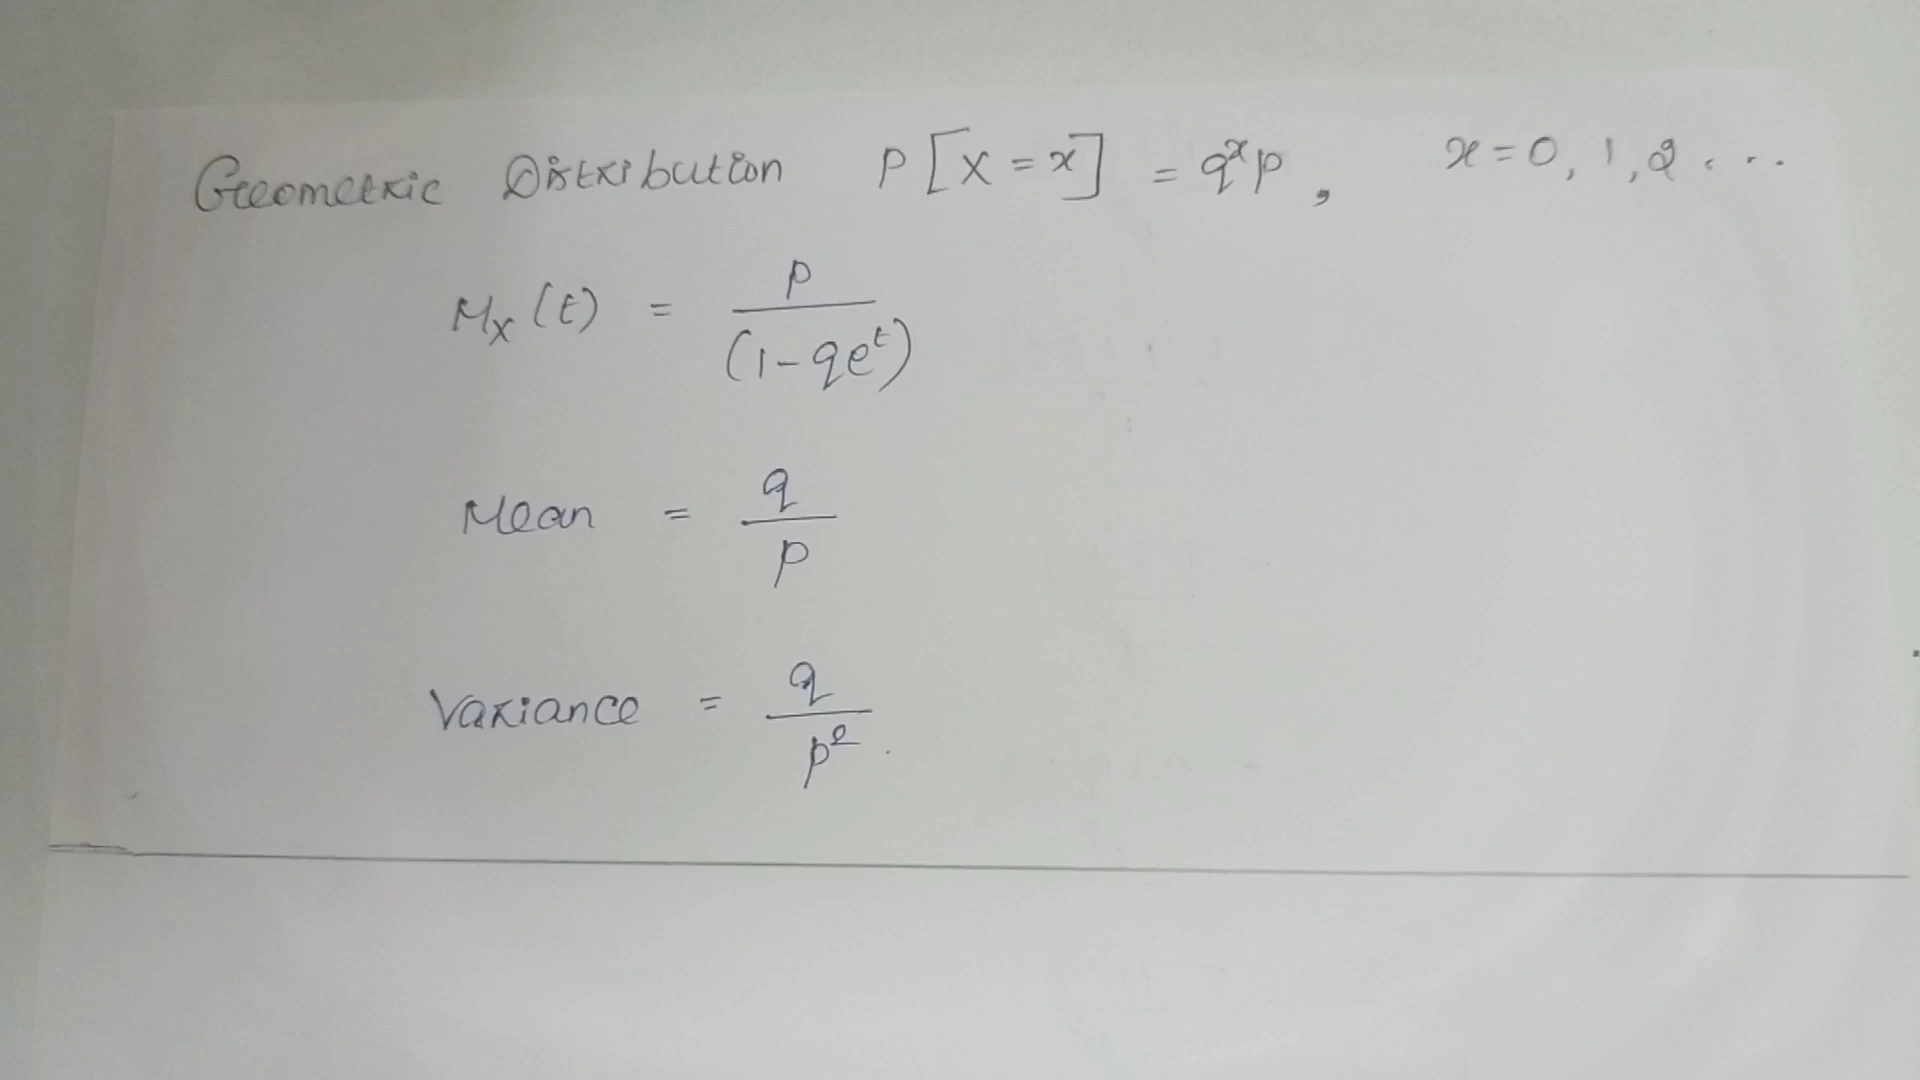 Geometric Distribution P[X = x] = q^x p, x = 0, 1, 2 . ...
M_X(t) = p / (1 - qe^t)
Mean = q / p
Variance = q / p^2.